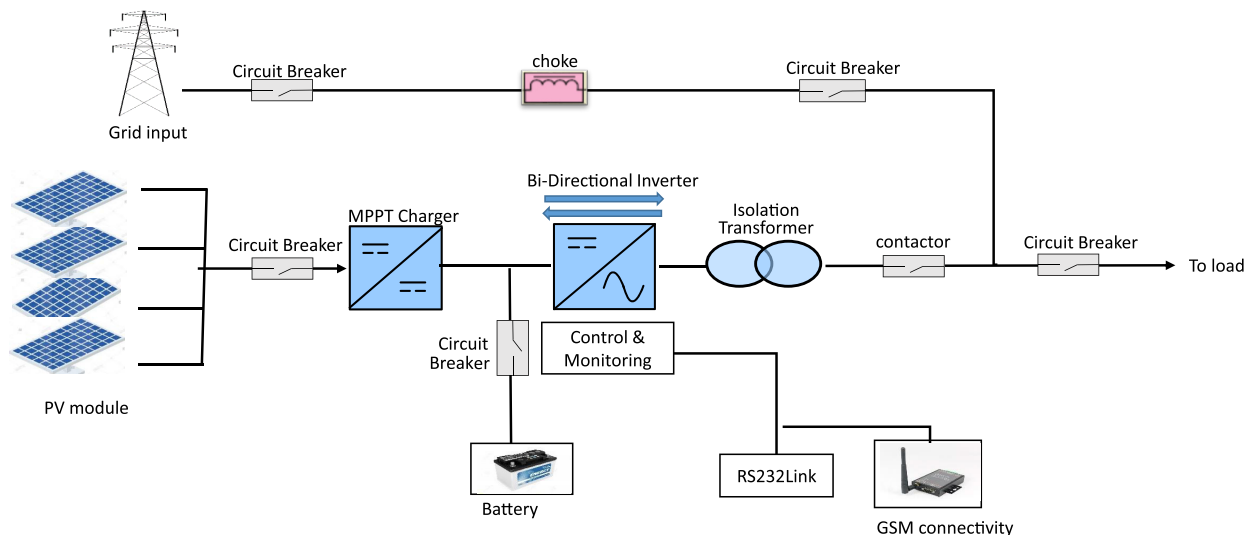 choke
Circuit Breaker
Circuit Breaker
Grid input
Bi-Directional Inverter
Isolation
Transformer
MPPT Charger
Circuit Breaker
contactor
Circuit Breaker
To load
Circuit
Breaker
Control &
Monitoring
PV module
RS232Link
Battery
GSM connectivity